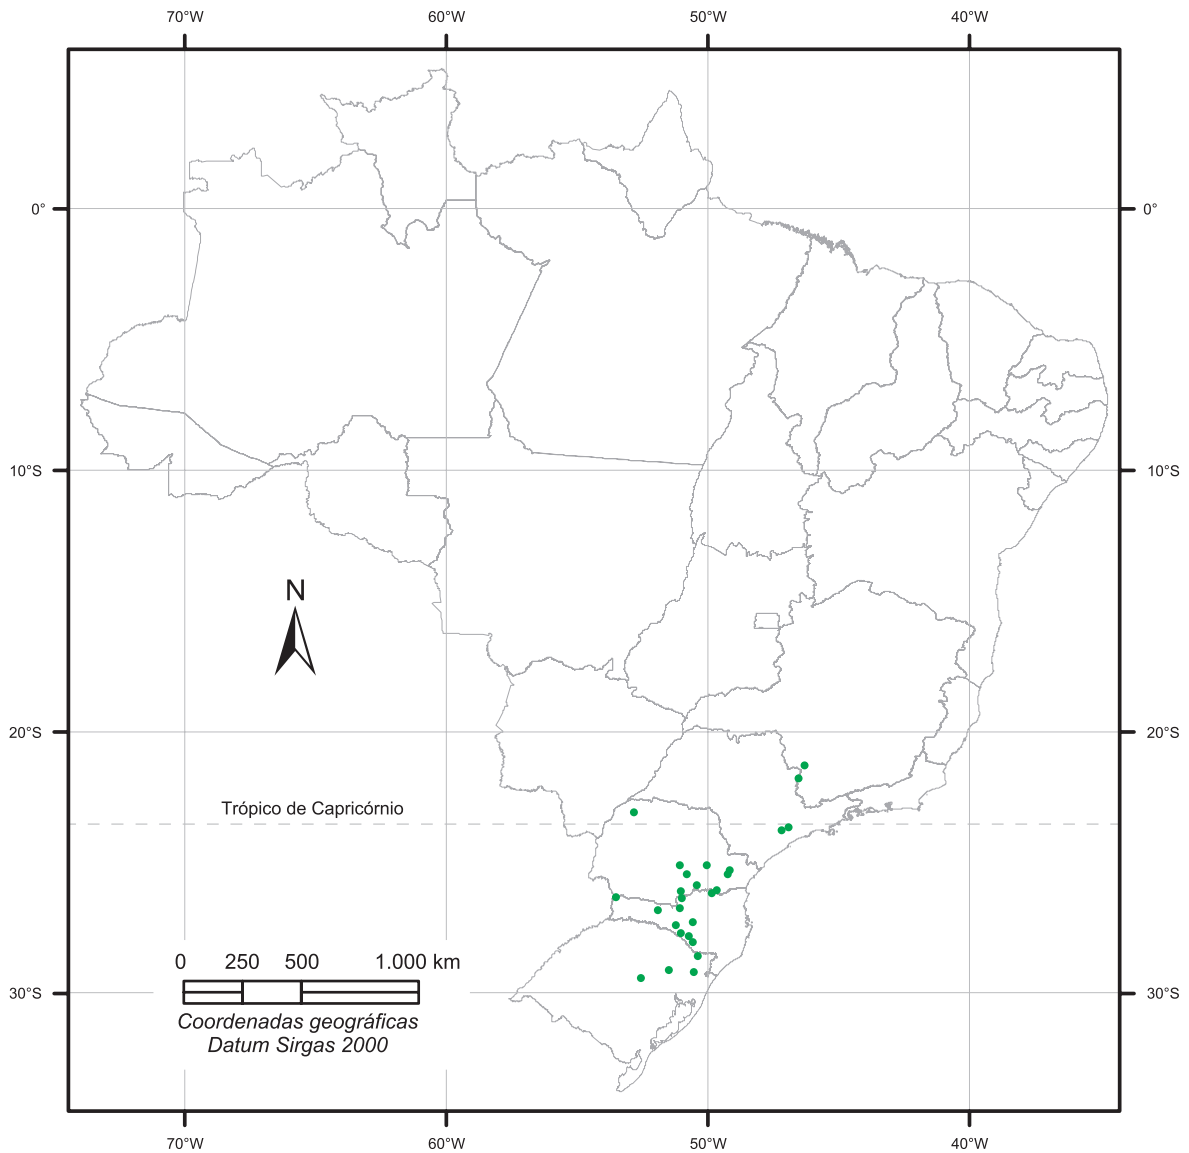 70°W 60°W 50°W 40°W
0° 0°
10°S 10°S
N
20°S 20°S
Trópico de Capricórnio
0 250 500 1.000 km
30°S 30°S
Coordenadas geográficas
Datum Sirgas 2000
70°W 60°W 50°W 40°W